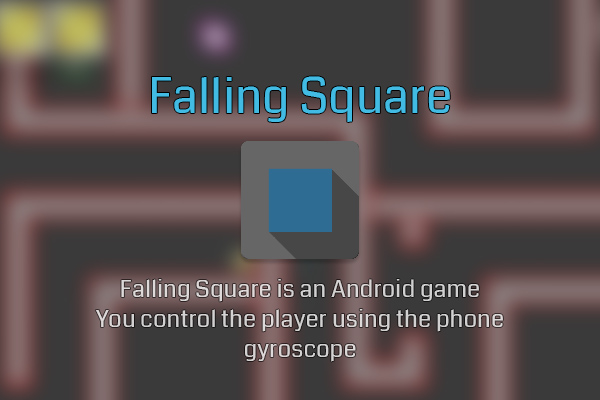 Falling Square
Falling Square is an Android game
You control the player using the phone
gyroscope